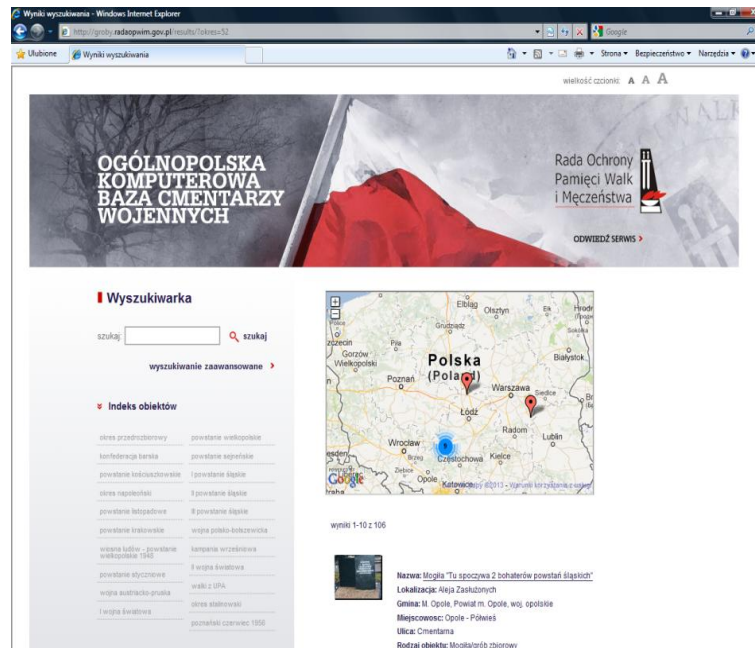 Wyniki wyszukiwania - Windows Internet Explorer
http://groby.radaopwim.gov.pl/results/?okres=52
Google
Ulubione
Wyniki wyszukiwania
Strona
Bezpieczeństwo
Narzędzia
wielkość czcionki: A A A
OGÓLNOPOLSKA
KOMPUTEROWA
BAZA CMENTARZY
WOJENNYCH
Rada Ochrony
Pamięci Walk
i Męczeństwa
ODWIEDŹ SERWIS
Wyszukiwarka
szukaj:
szukaj
wyszukiwanie zaawansowane
Indeks obiektów
okres przedrozbiorowy
konfederacja barska
powstanie kościuszkowskie
okres napoleoński
powstanie listopadowe
powstanie krakowskie
wiosna ludów - powstanie
wielkopolskie 1848
powstanie styczniowe
wojna austriacko-pruska
I wojna światowa
powstanie wielkopolskie
powstanie sejneńskie
I powstanie śląskie
II powstanie śląskie
III powstanie śląskie
wojna polsko-bolszewicka
kampania wrześniowa
II wojna światowa
walki z UPA
okres stalinowski
poznański czerwiec 1956
Elbląg
Olsztyn
Ełk
Grudziądz
Sokółka
Police
Piła
Gorzów
Wielkopolski
Polska
(Poland)
Białystok
Poznań
Warszawa
Siedlce
Łódź
Radom
Lublin
Wrocław
Brzeg
Częstochowa
Kielce
Opole
Katowice
Google
©2013 - Warunki korzystania z usługi
wyniki 1-10 z 106
Nazwa: Mogiła "Tu spoczywa 2 bohaterów powstań śląskich"
Lokalizacja: Aleja Zasłużonych
Gmina: M. Opole, Powiat m. Opole, woj. opolskie
Miejscowosc: Opole - Półwieś
Ulica: Cmentarna
Rodzaj obiektu: Mogiła/grób zbiorowy